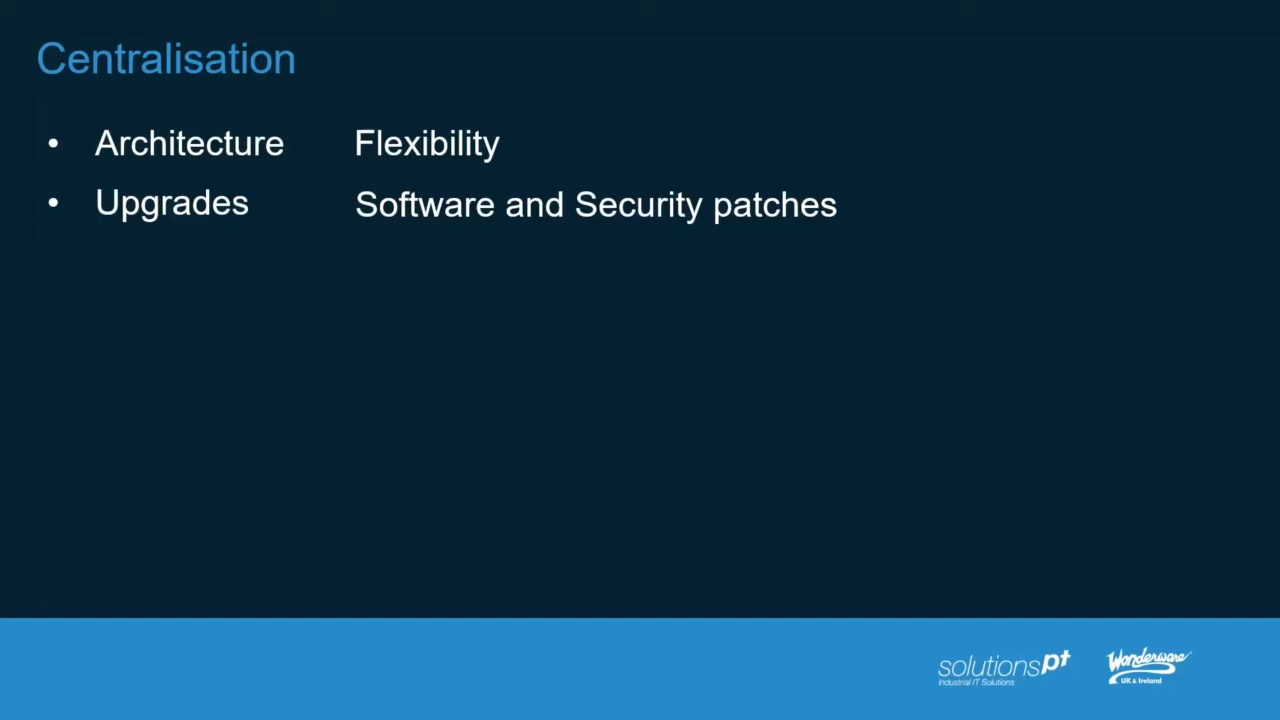 Centralisation
• Architecture Flexibility
• Upgrades Software and Security patches
solutionspt
Industrial IT Solutions
Wonderware
UK & Ireland